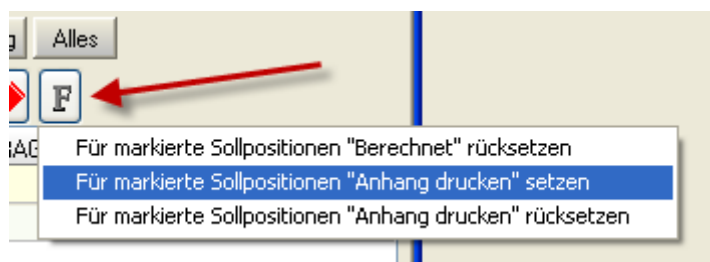 Alles
F
Für markierte Sollpositionen "Berechnet" rücksetzen
Für markierte Sollpositionen "Anhang drucken" setzen
Für markierte Sollpositionen "Anhang drucken" rücksetzen